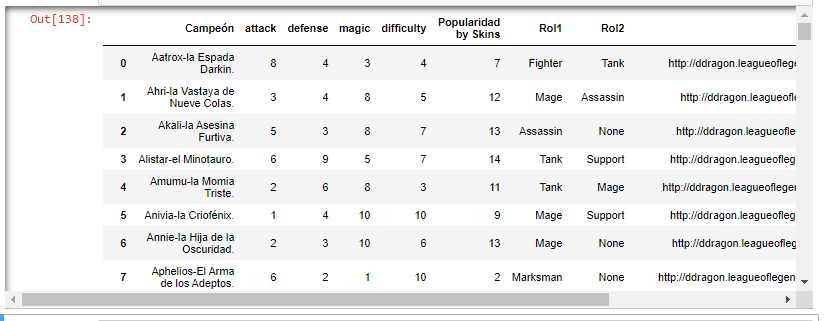 Out[138]:
Campeón attack defense magic difficulty Popularidad by Skins Rol1 Rol2
0 Aatrox-la Espada Darkin. 8 4 3 4 7 Fighter Tank http://ddragon.leagueofle
1 Ahri-la Vastaya de Nueve Colas. 3 4 8 5 12 Mage Assassin http://ddragon.leagueofl
2 Akali-la Asesina Furtiva. 5 3 8 7 13 Assassin None http://ddragon.leagueofle
3 Alistar-el Minotauro. 6 9 5 7 14 Tank Support http://ddragon.leagueofleg
4 Amumu-la Momia Triste. 2 6 8 3 11 Tank Mage http://ddragon.leagueofleger
5 Anivia-la Criofénix. 1 4 10 10 9 Mage Support http://ddragon.leagueofleg
6 Annie-la Hija de la Oscuridad. 2 3 10 6 13 Mage None http://ddragon.leagueofleg
7 Aphelios-El Arma de los Adeptos. 6 2 1 10 2 Marksman None http://ddragon.leagueoflegen